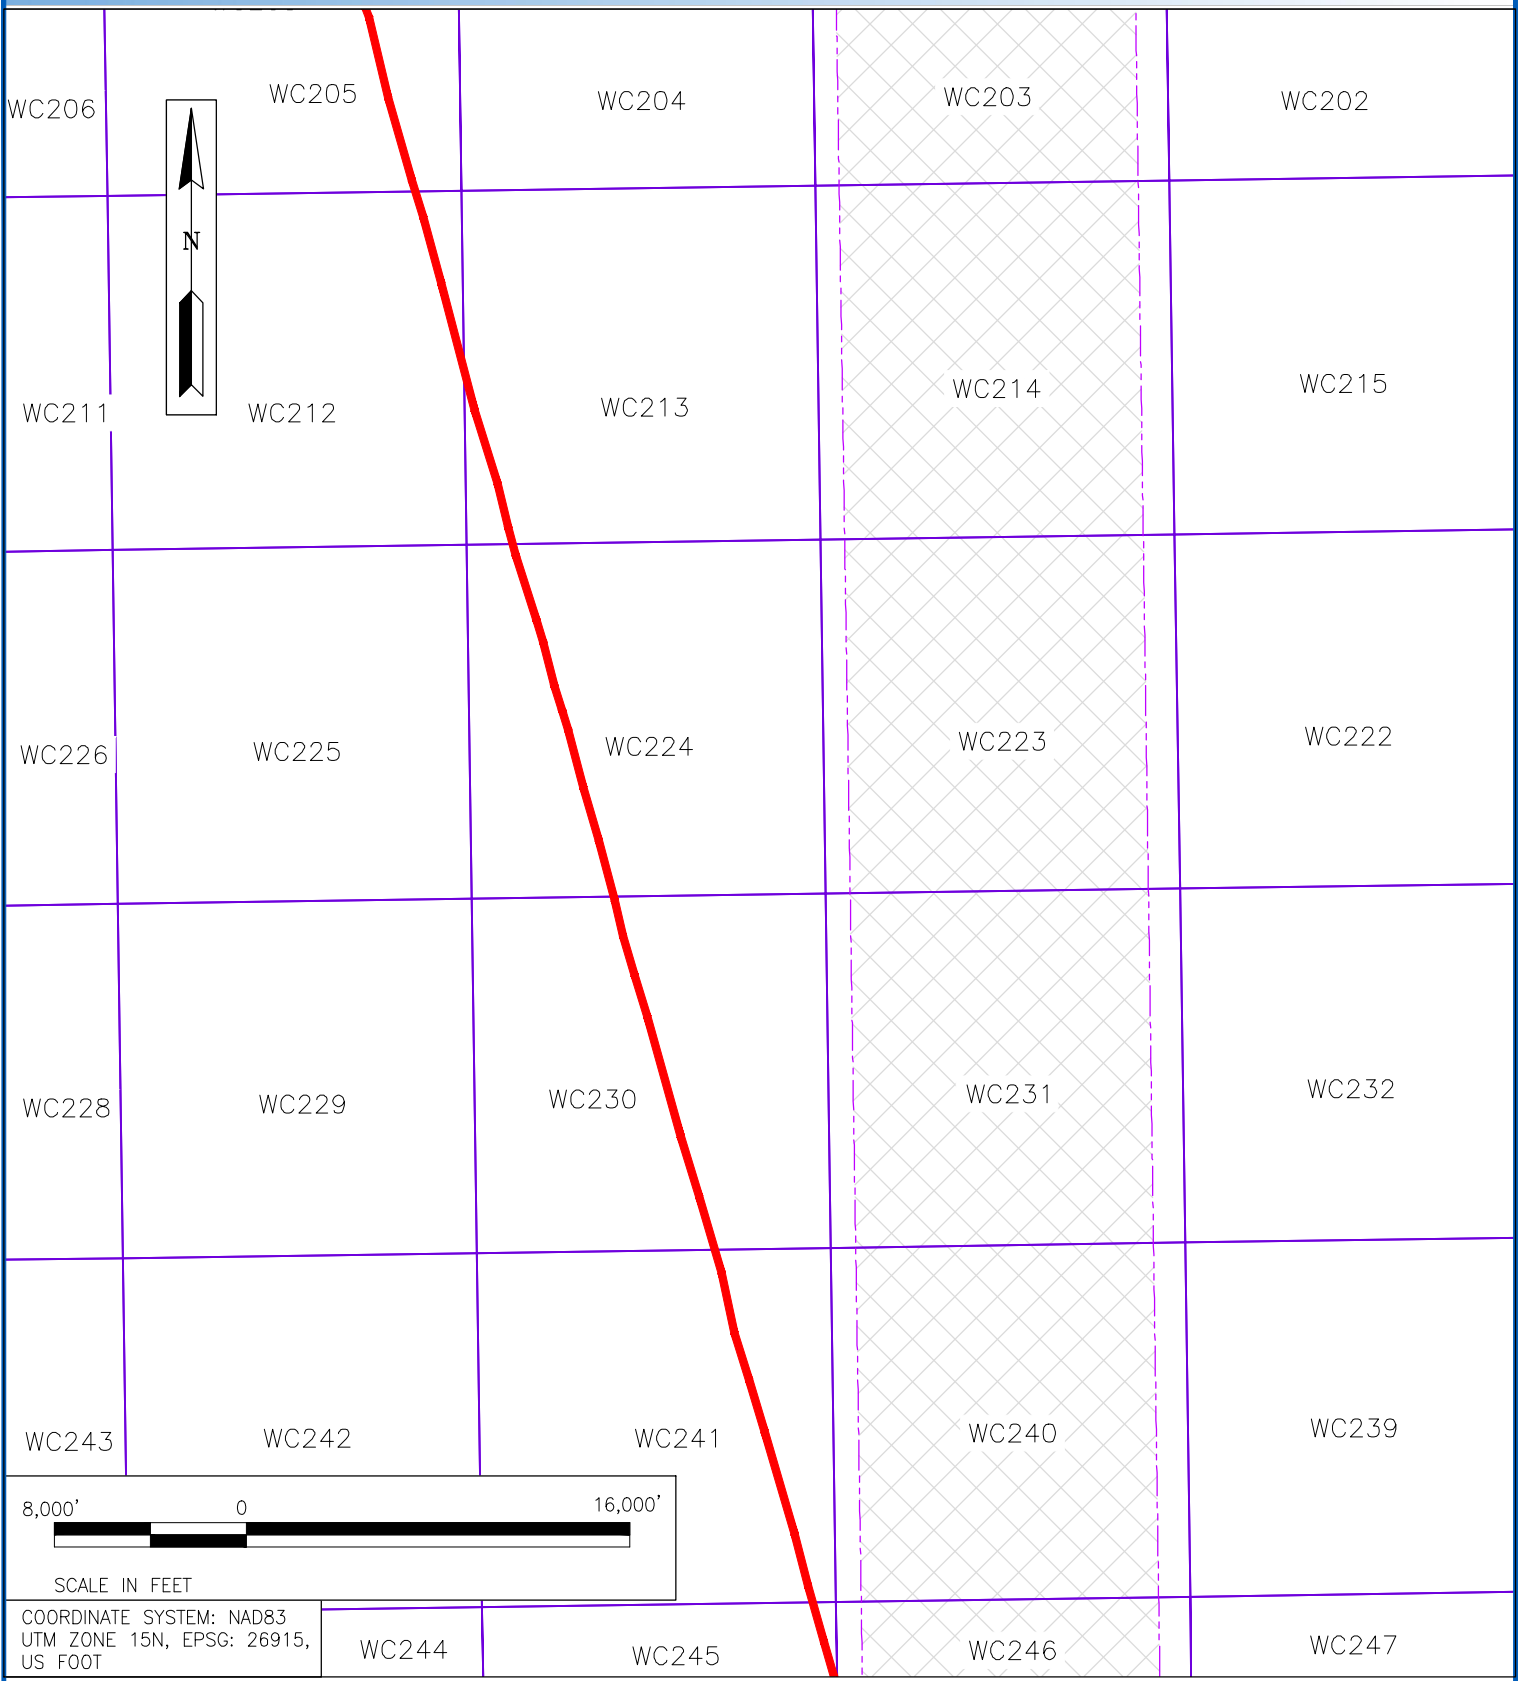 WC206
WC205
WC204
WC203
WC202
N
WC211
WC212
WC213
WC214
WC215
WC226
WC225
WC224
WC223
WC222
WC228
WC229
WC230
WC231
WC232
WC243
WC242
WC241
WC240
WC239
8,000' 0 16,000'
SCALE IN FEET
COORDINATE SYSTEM: NAD83
UTM ZONE 15N, EPSG: 26915,
US FOOT
WC244
WC245
WC246
WC247